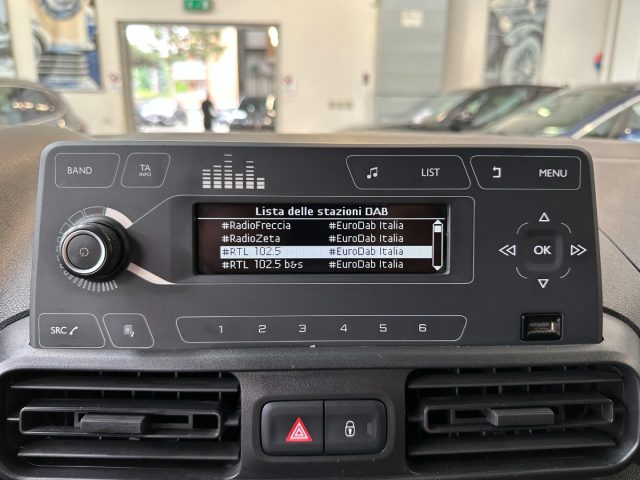 BAND
TA
INFO
LIST
MENU
Lista delle stazioni DAB
#RadioFreccia #EuroDab Italia
#RadioZeta #EuroDab Italia
#RTL 102.5 #EuroDab Italia
#RTL 102.5 b&s #EuroDab Italia
OK
SRC
1 2 3 4 5 6